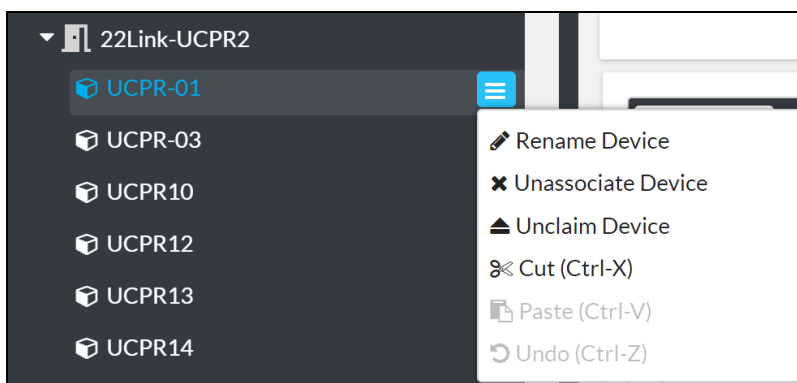 22Link-UCPR2
UCPR-01
UCPR-03
UCPR10
UCPR12
UCPR13
UCPR14
Rename Device
Unassociate Device
Unclaim Device
Cut (Ctrl-X)
Paste (Ctrl-V)
Undo (Ctrl-Z)